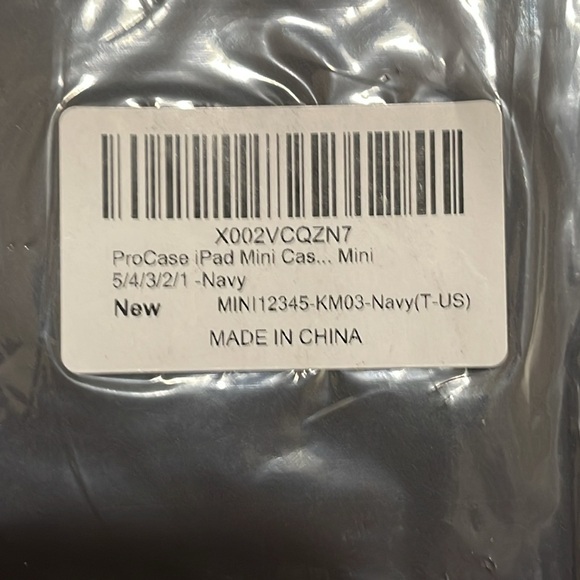 X002VCQZN7
ProCase iPad Mini Cas... Mini
5/4/3/2/1 -Navy
New MINI12345-KM03-Navy(T-US)
MADE IN CHINA